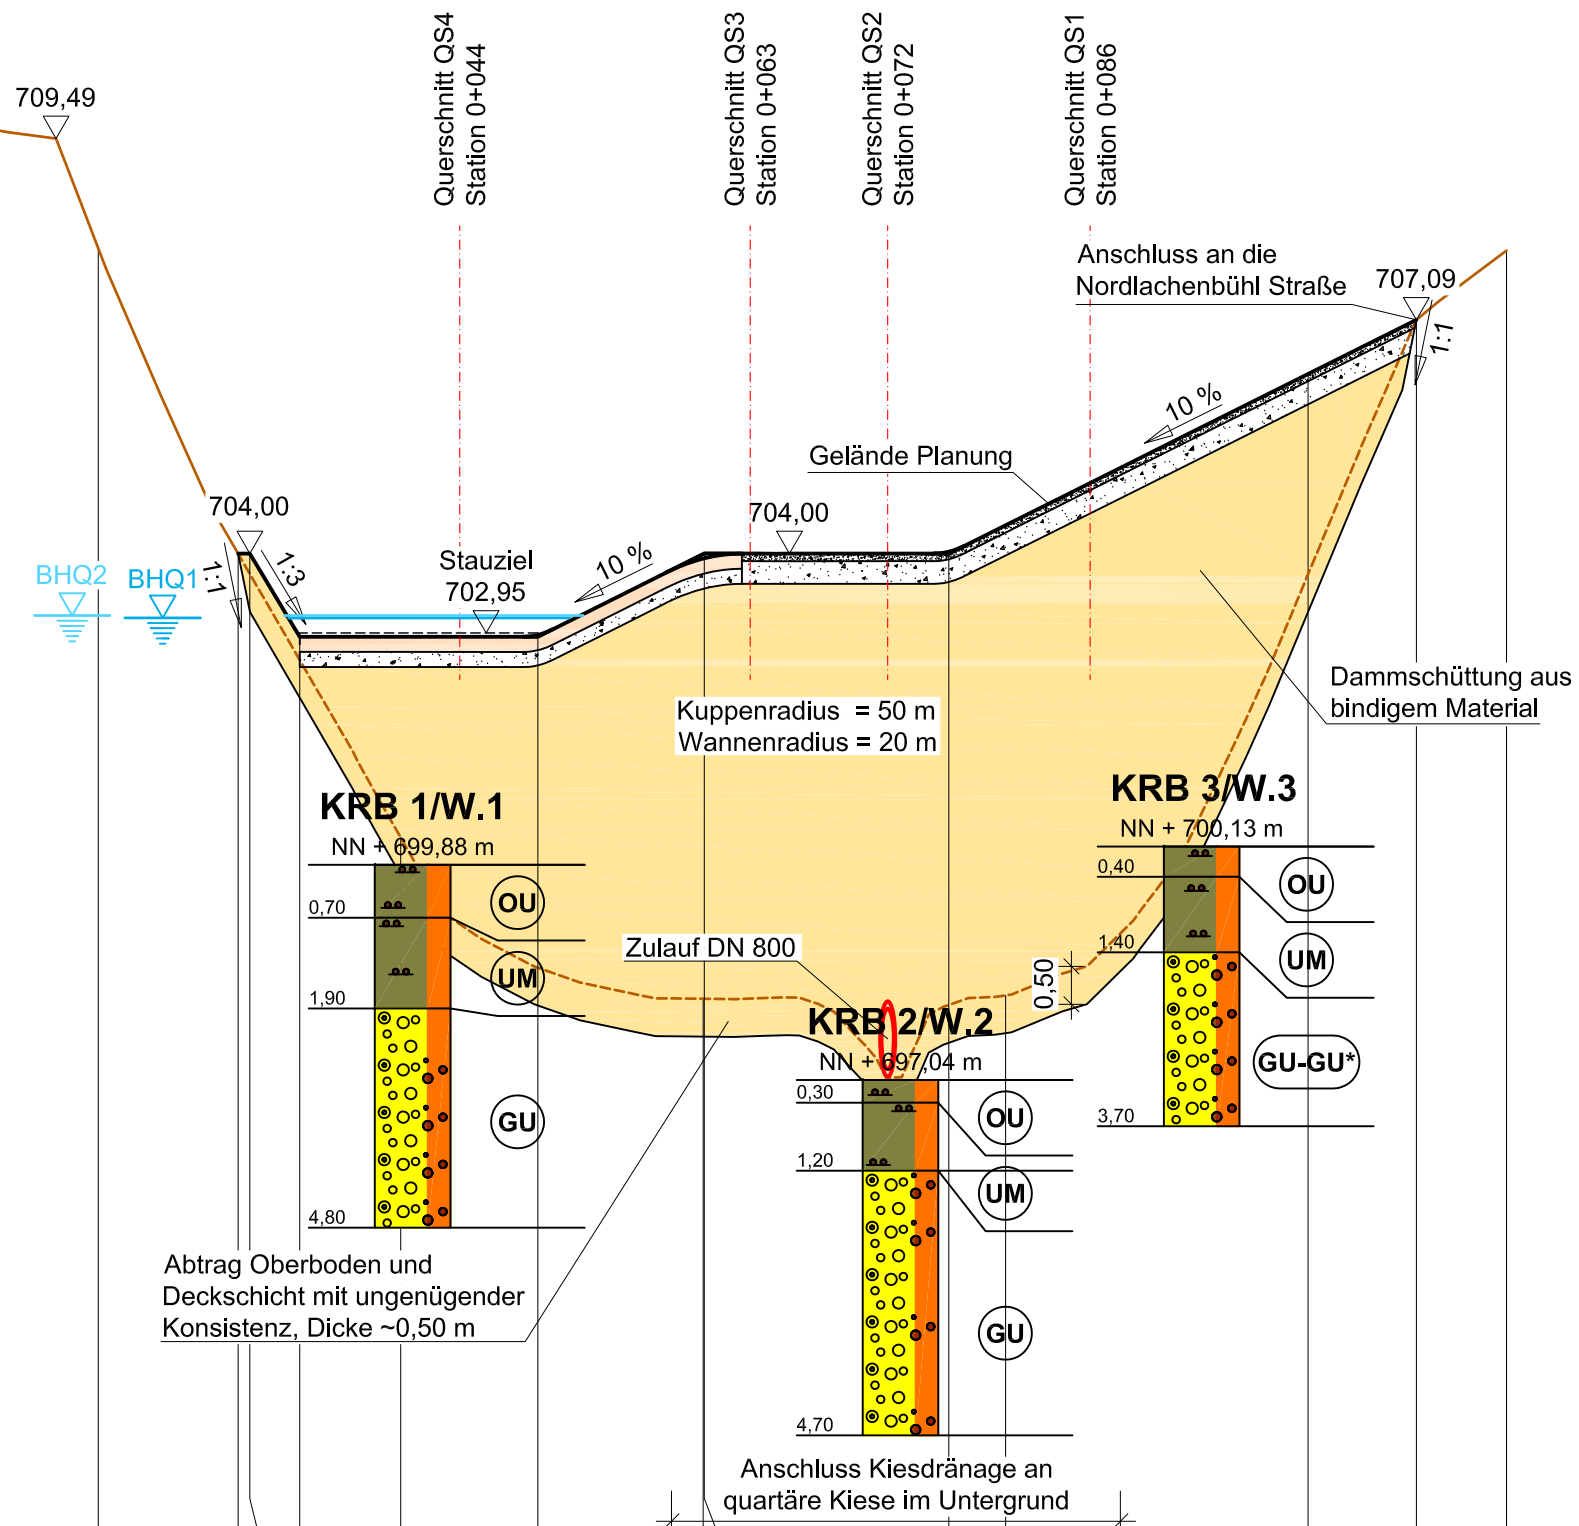 Querschnitt QS4
Station 0+044
Querschnitt QS3
Station 0+063
Querschnitt QS2
Station 0+072
Querschnitt QS1
Station 0+086
709,49
Anschluss an die
Nordlachenbühl Straße
707,09
1:1
10 %
Gelände Planung
704,00
704,00
1:3
1:1
10 %
Stauziel
702,95
BHQ2
BHQ1
Dammschüttung aus
bindigem Material
Kuppenradius = 50 m
Wannenradius = 20 m
KRB 1/W.1
NN + 699,88 m
0,70
1,90
4,80
OU
UM
GU
KRB 3/W.3
NN + 700,13 m
0,40
1,40
3,70
OU
UM
GU-GU*
Zulauf DN 800
0,50
KRB 2/W.2
NN + 697,04 m
0,30
1,20
4,70
OU
UM
GU
Abtrag Oberboden und
Deckschicht mit ungenügender
Konsistenz, Dicke ~0,50 m
Anschluss Kiesdränage an
quartäre Kiese im Untergrund